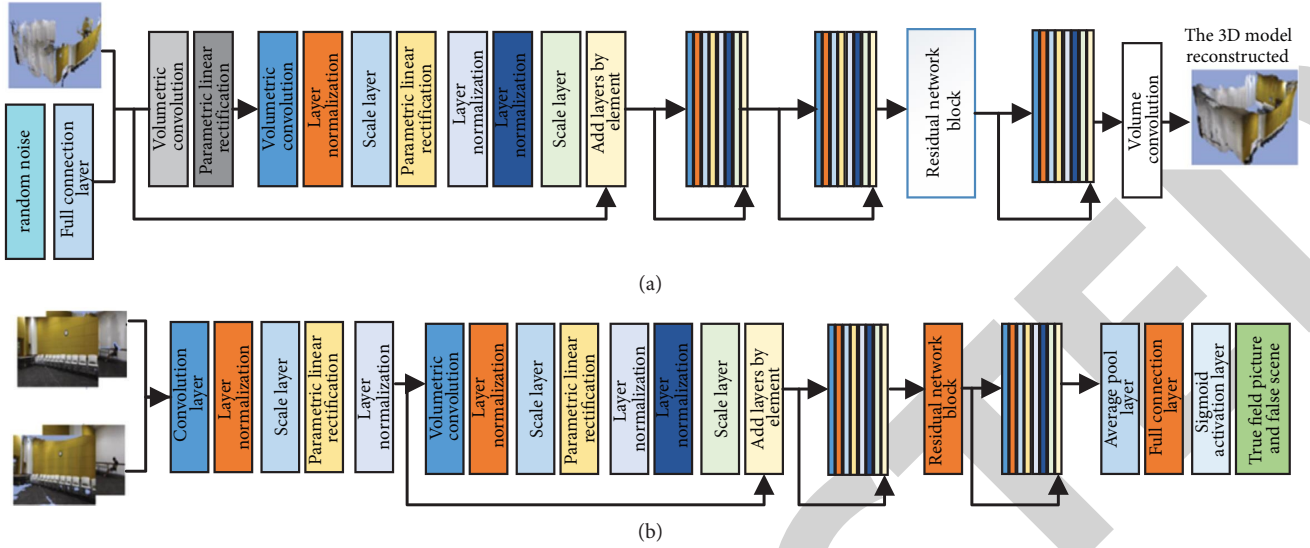 random noise
Full connection
layer
Volumetric
convolution
Parametric linear
rectification
Volumetric
convolution
Layer
normalization
Scale layer
Parametric linear
rectification
Layer
normalization
Layer
normalization
Scale layer
Add layers by
element
Residual network
block
Volume
convolution
The 3D model
reconstructed
(a)
Convolution
layer
Layer
normalization
Scale layer
Parametric linear
rectification
Layer
normalization
Volumetric
convolution
Layer
normalization
Scale layer
Parametric linear
rectification
Layer
normalization
Layer
normalization
Scale layer
Add layers by
element
Residual network
block
Average pool
layer
Full connection
layer
Sigmoid
activation layer
True field picture
and false scene
(b)